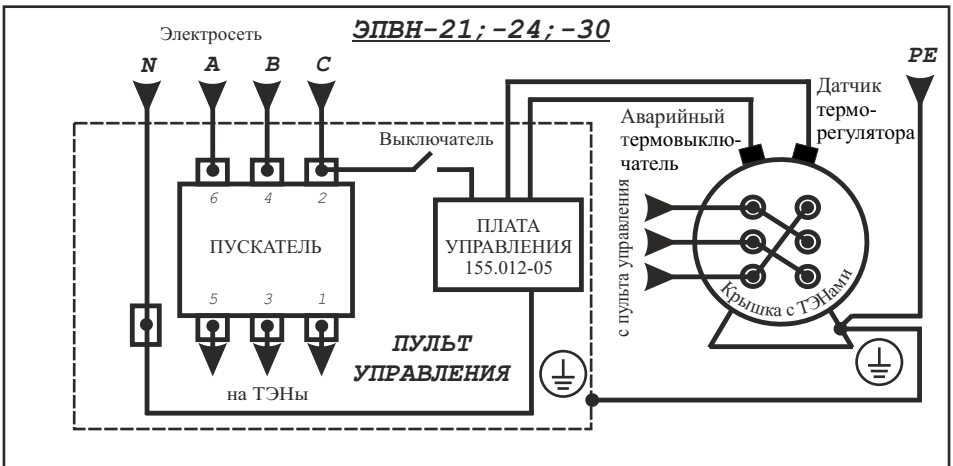 ЭПВН-21; -24; -30
Электросеть
N
A
B
C
PE
Датчик
термо-
регулятора
Аварийный
термовыклю-
чатель
Выключатель
6
4
2
ПУСКАТЕЛЬ
5
3
1
на ТЭНы
ПЛАТА
УПРАВЛЕНИЯ
155.012-05
ПУЛЬТ
УПРАВЛЕНИЯ
с пульта управления
Крышка с ТЭНами